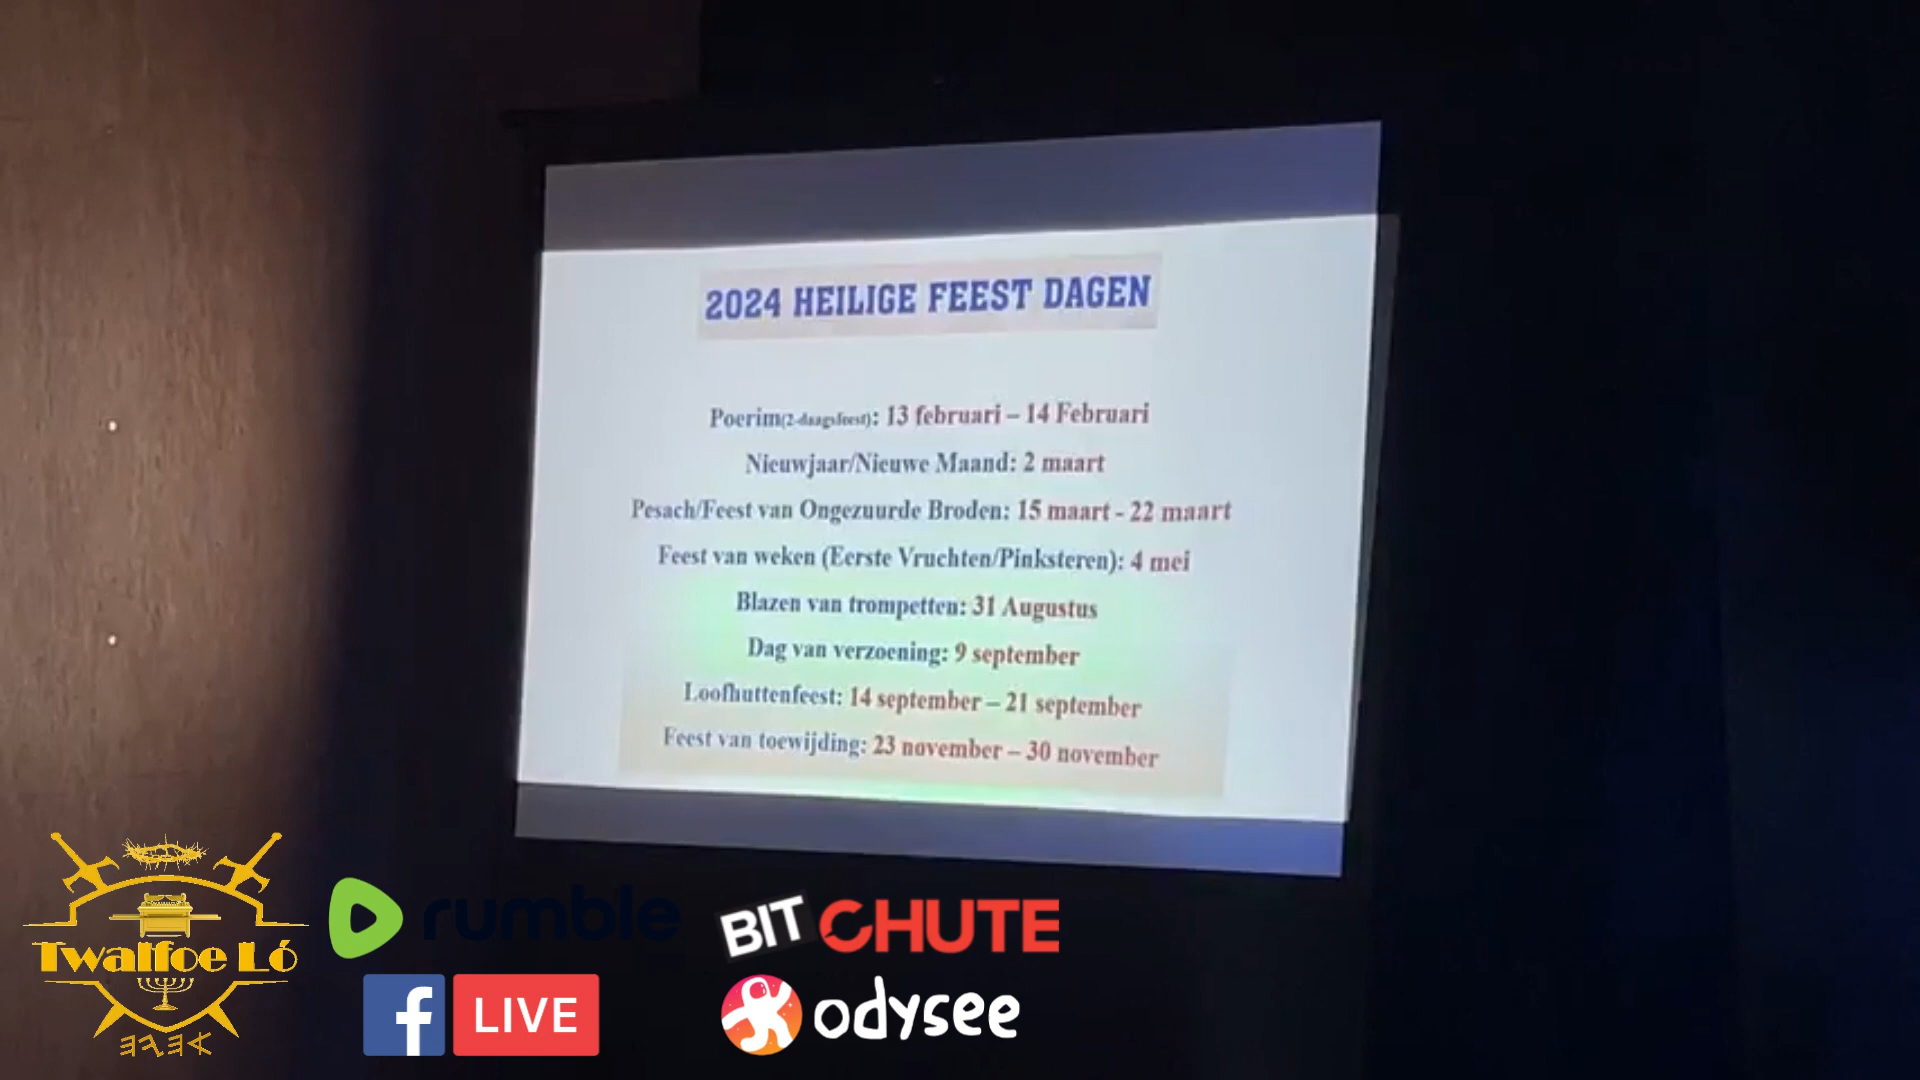 2024 HEILIGE FEEST DAGEN
Poerim(2-daagsfeest): 13 februari – 14 Februari
Nieuwjaar/Nieuwe Maand: 2 maart
Pesach/Feest van Ongezuurde Broden: 15 maart - 22 maart
Feest van weken (Eerste Vruchten/Pinksteren): 4 mei
Blazen van trompetten: 31 Augustus
Dag van verzoening: 9 september
Loofhuttenfeest: 14 september – 21 september
Feest van toewijding: 23 november – 30 november
Twalfoe Ló
rumble
BITCHUTE
f LIVE
odysee